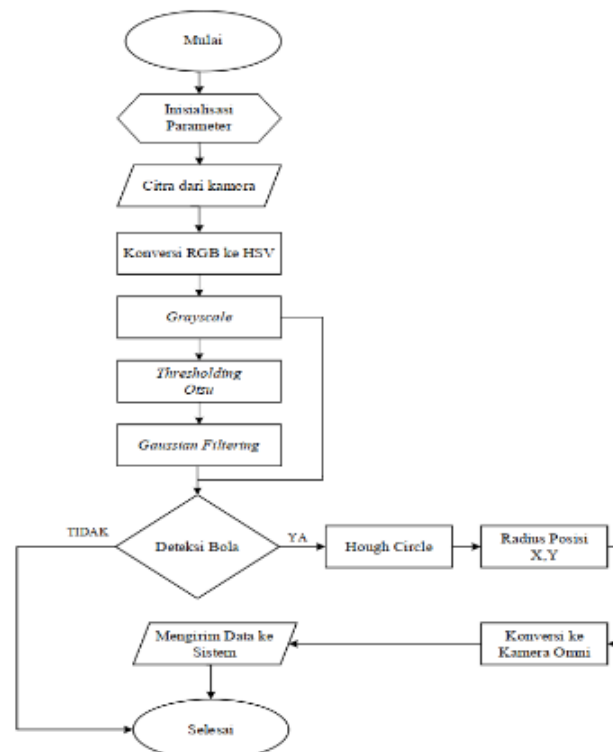 Mulai
Inisialisasi
Parameter
Citra dari kamera
Konversi RGB ke HSV
Grayscale
Thresholding
Otsu
Gaussian Filtering
TIDAK
Deteksi Bola
YA
Hough Circle
Radius Posisi
X,Y
Mengirim Data ke
Sistem
Konversi ke
Kamera Omni
Selesai